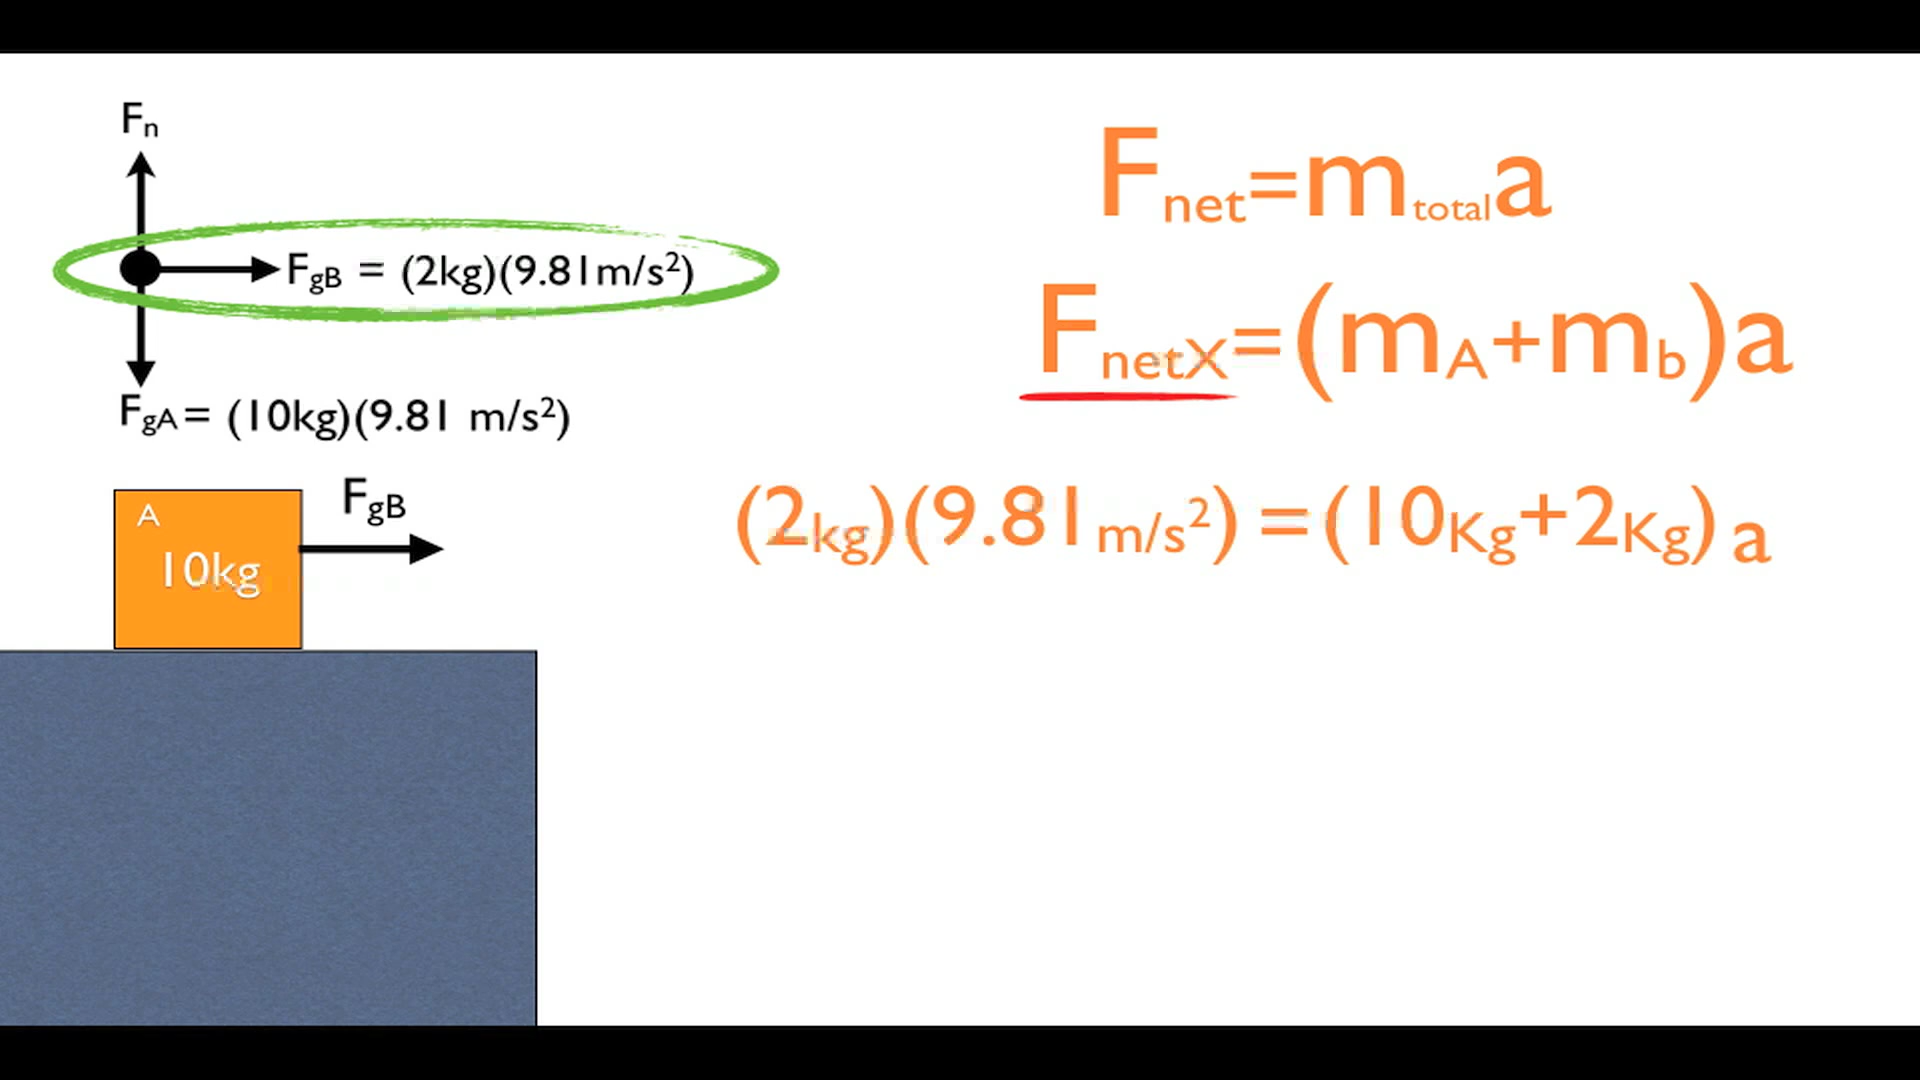 Fn
FgB = (2kg)(9.81m/s²)
FgA = (10kg)(9.81 m/s²)
A
10kg
FgB
Fnet=mtotala
FnetX=(mA+mb)a
(2kg)(9.81m/s²) =(10Kg+2Kg) a